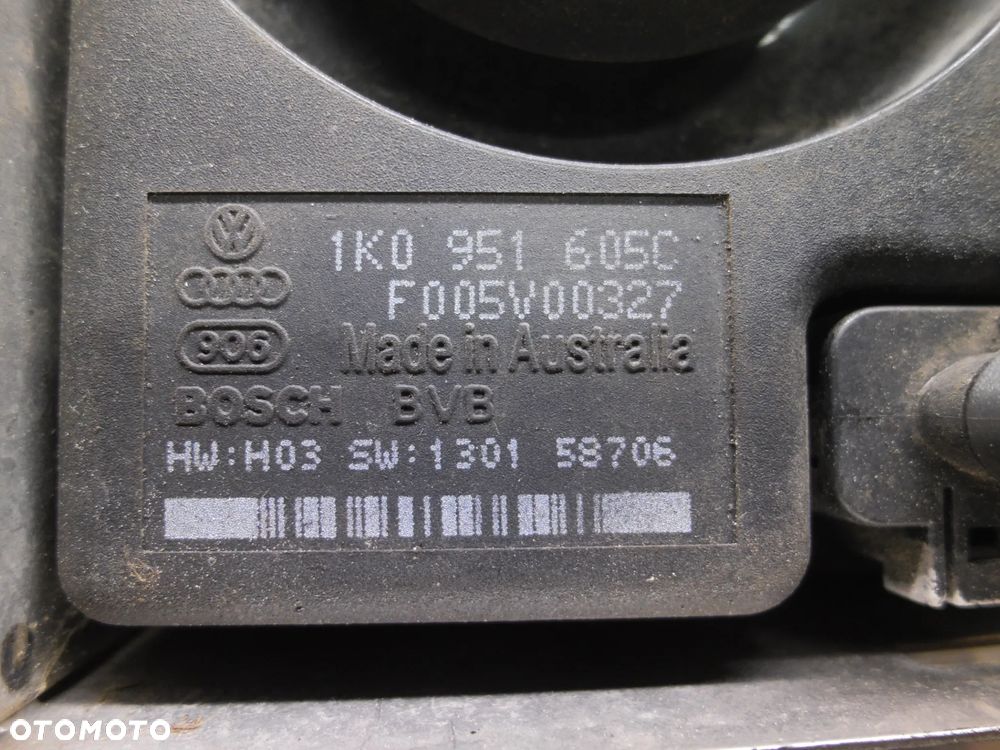 1K0 951 605C
F005V00327
906
Made in Australia
BOSCH BVB
HW:H03 SW:1301 58706
OTOMOTO